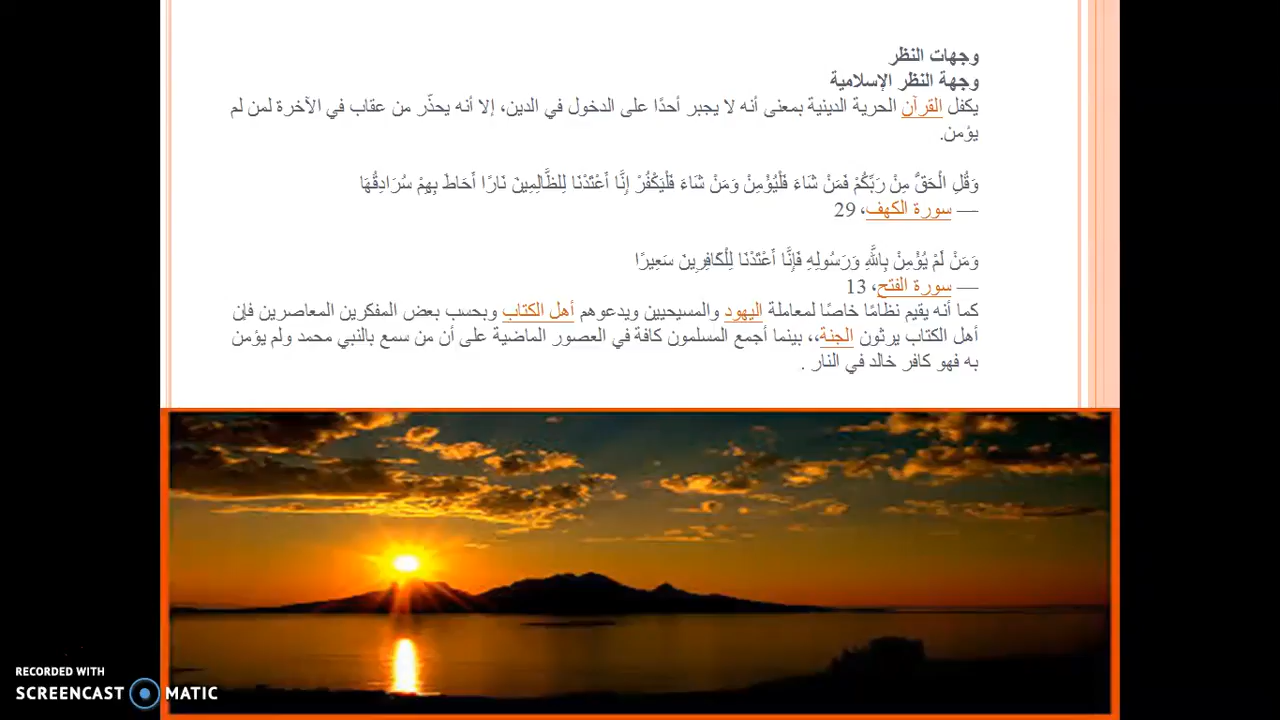 وجهات النظر
وجهة النظر الإسلامية
يكفل القرآن الحرية الدينية بمعنى أنه لا يجبر أحدًا على الدخول في الدين، إلا أنه يحذّر من عقاب في الآخرة لمن لم
يؤمن.
وَقُلِ الْحَقُّ مِنْ رَبِّكُمْ فَمَنْ شَاءَ فَلْيُؤْمِنْ وَمَنْ شَاءَ فَلْيَكْفُرْ إِنَّا أَعْتَدْنَا لِلظَّالِمِينَ نَارًا أَحَاطَ بِهِمْ سُرَادِقُهَا
— سورة الكهف، 29
وَمَنْ لَمْ يُؤْمِنْ بِاللَّهِ وَرَسُولِهِ فَإِنَّا أَعْتَدْنَا لِلْكَافِرِينَ سَعِيرًا
— سورة الفتح، 13
كما أنه يقيم نظامًا خاصًا لمعاملة اليهود والمسيحيين ويدعوهم أهل الكتاب وبحسب بعض المفكرين المعاصرين فإن
أهل الكتاب يرثون الجنة،، بينما أجمع المسلمون كافة في العصور الماضية على أن من سمع بالنبي محمد ولم يؤمن
به فهو كافر خالد في النار .
RECORDED WITH
SCREENCAST MATIC